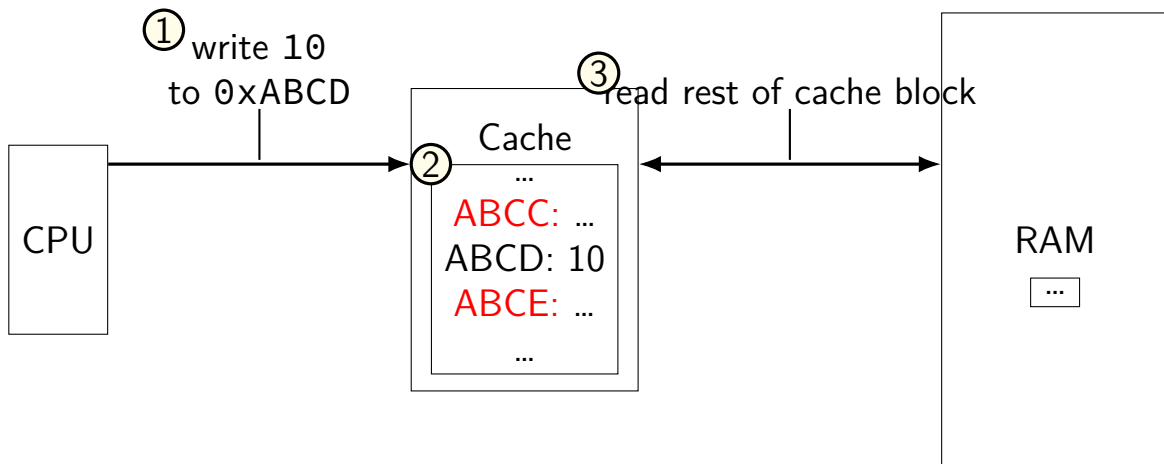 1
write 10
to 0xABCD
3
read rest of cache block
Cache
2
...
ABCC: ...
ABCD: 10
ABCE: ...
...
CPU
RAM
...